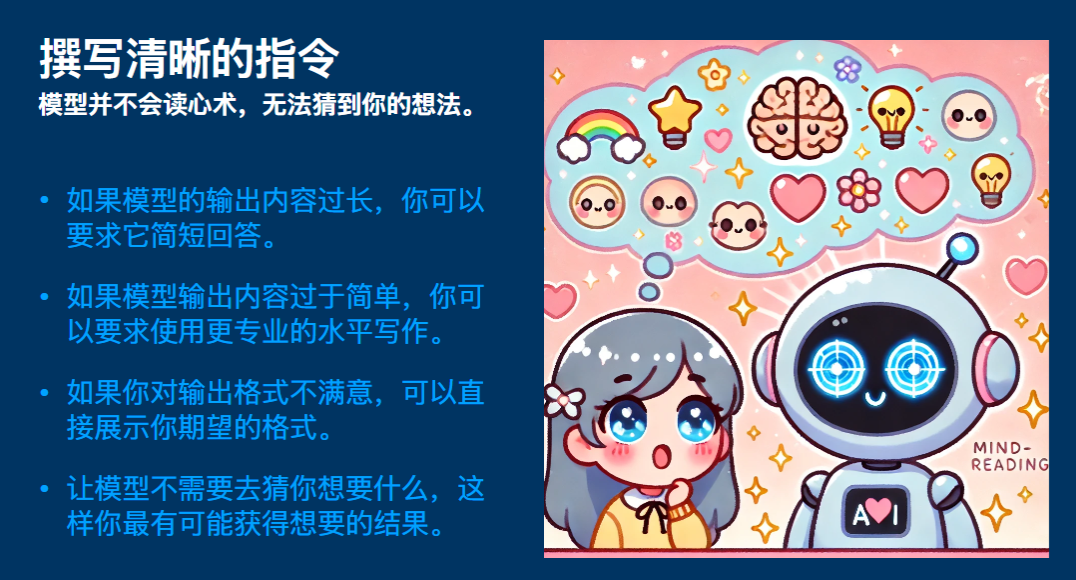 撰写清晰的指令
模型并不会读心术，无法猜到你的想法。
• 如果模型的输出内容过长，你可以
要求它简短回答。
• 如果模型输出内容过于简单，你可
以要求使用更专业的水平写作。
• 如果你对输出格式不满意，可以直
接展示你期望的格式。
• 让模型不需要去猜你想要什么，这
样你最有可能获得想要的结果。
MIND-
READING
A I